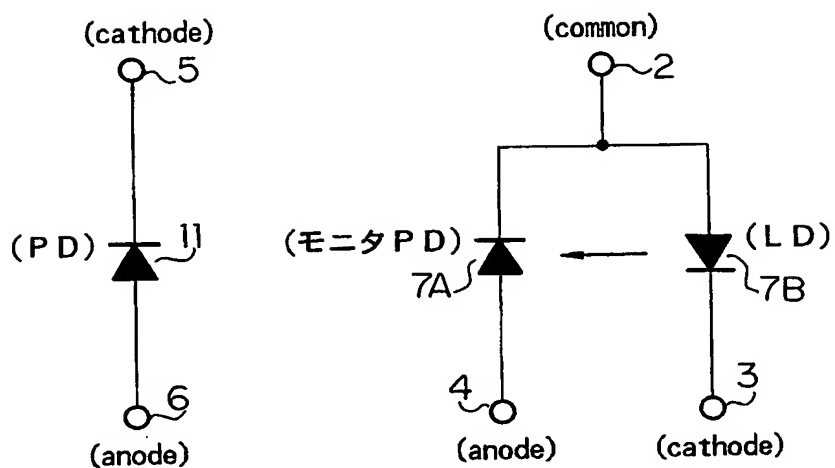 (cathode)
5
(PD)
11
6
(anode)
(common)
2
(モニタPD)
7A
(LD)
7B
4
(anode)
3
(cathode)